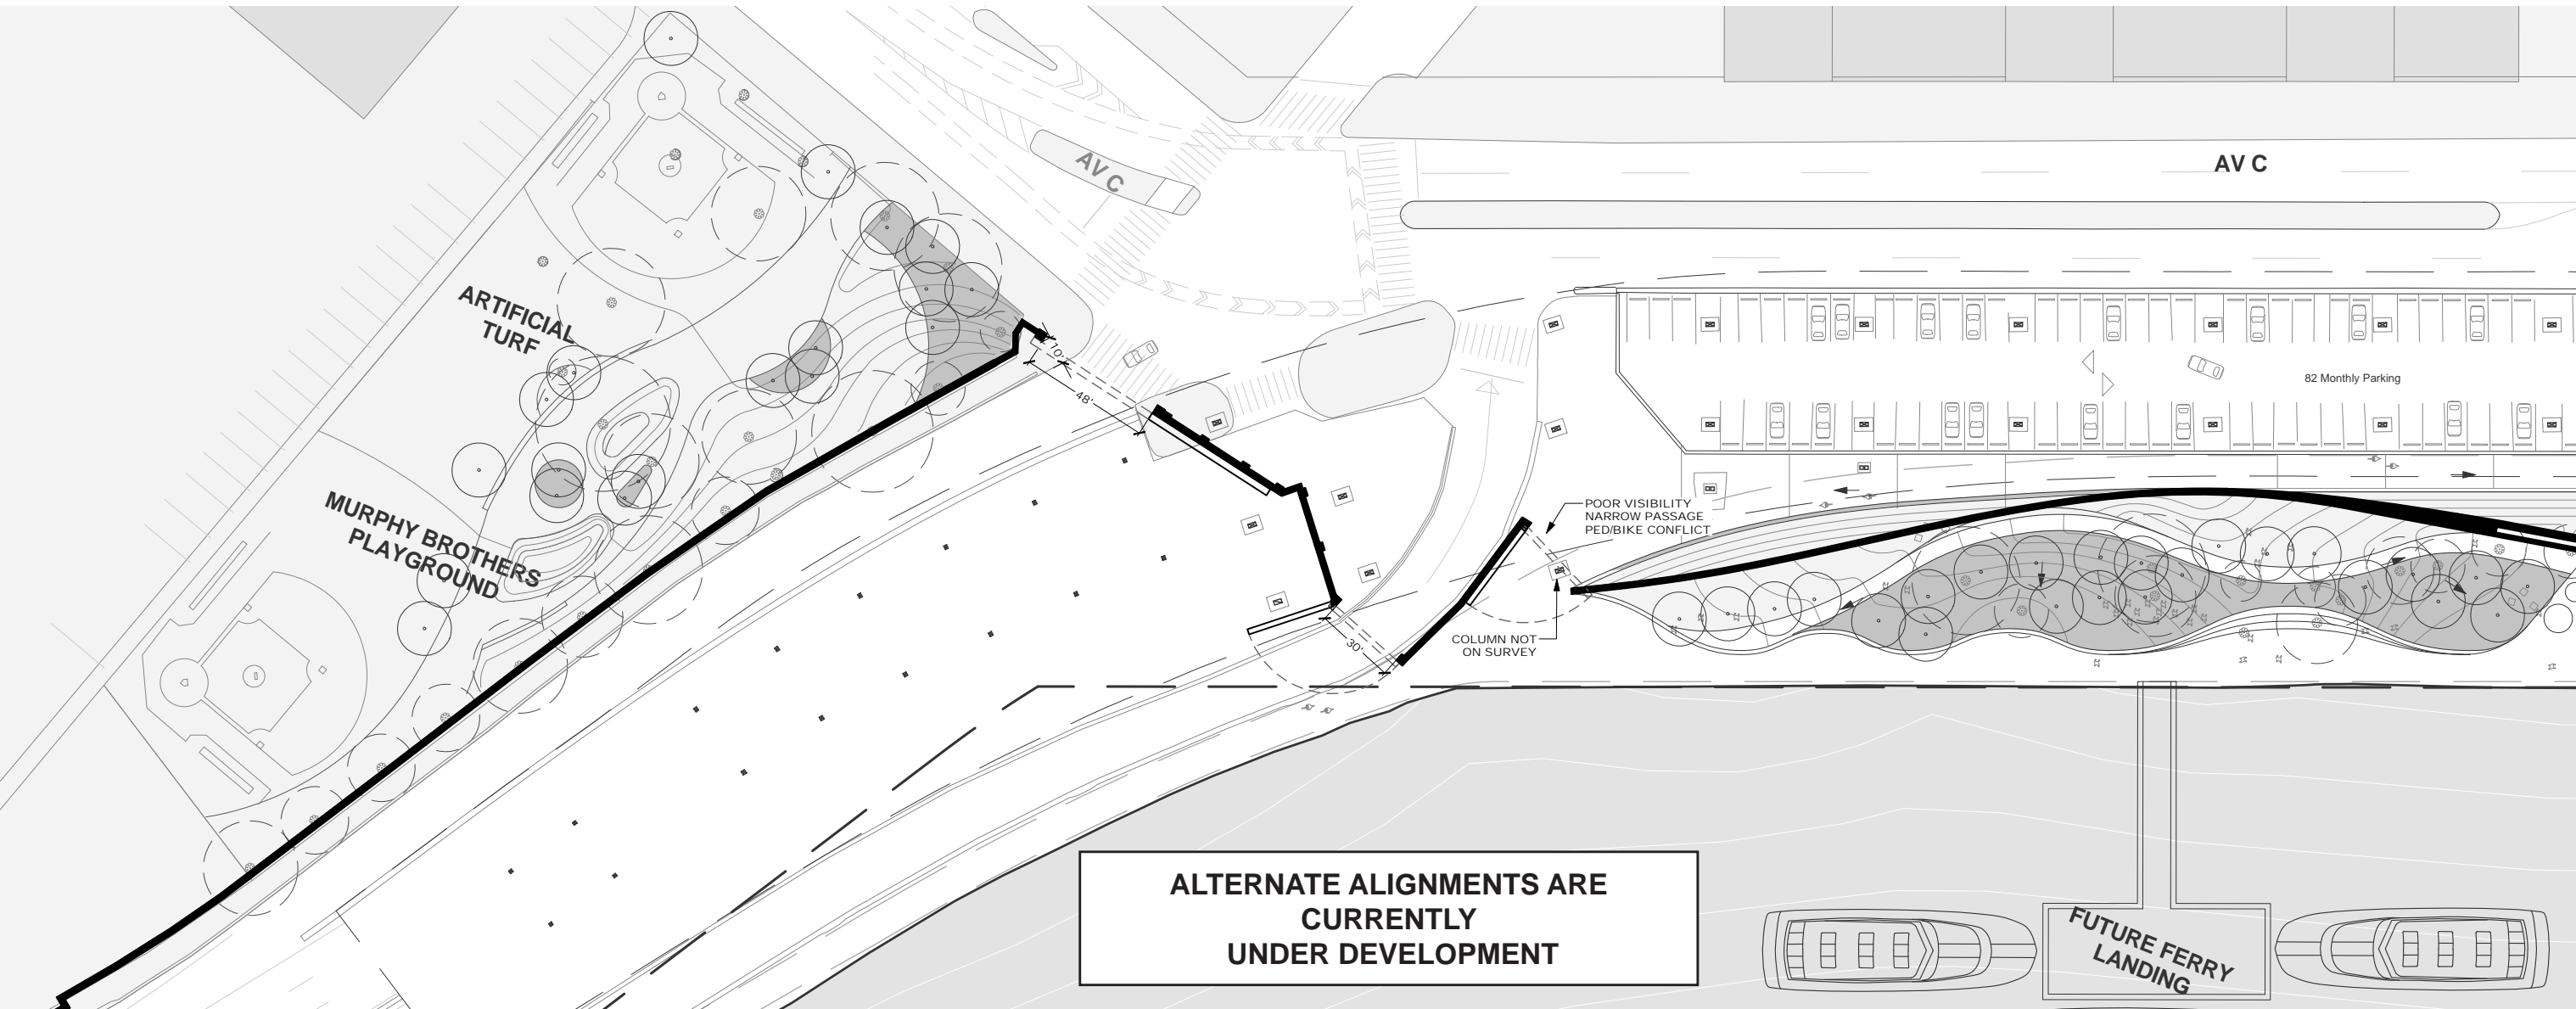 AV C
AV C
ARTIFICIAL
TURF
10'
48'
82 Monthly Parking
MURPHY BROTHERS
PLAYGROUND
POOR VISIBILITY
NARROW PASSAGE
PED/BIKE CONFLICT
COLUMN NOT
ON SURVEY
30'
ALTERNATE ALIGNMENTS ARE
CURRENTLY
UNDER DEVELOPMENT
FUTURE FERRY
LANDING